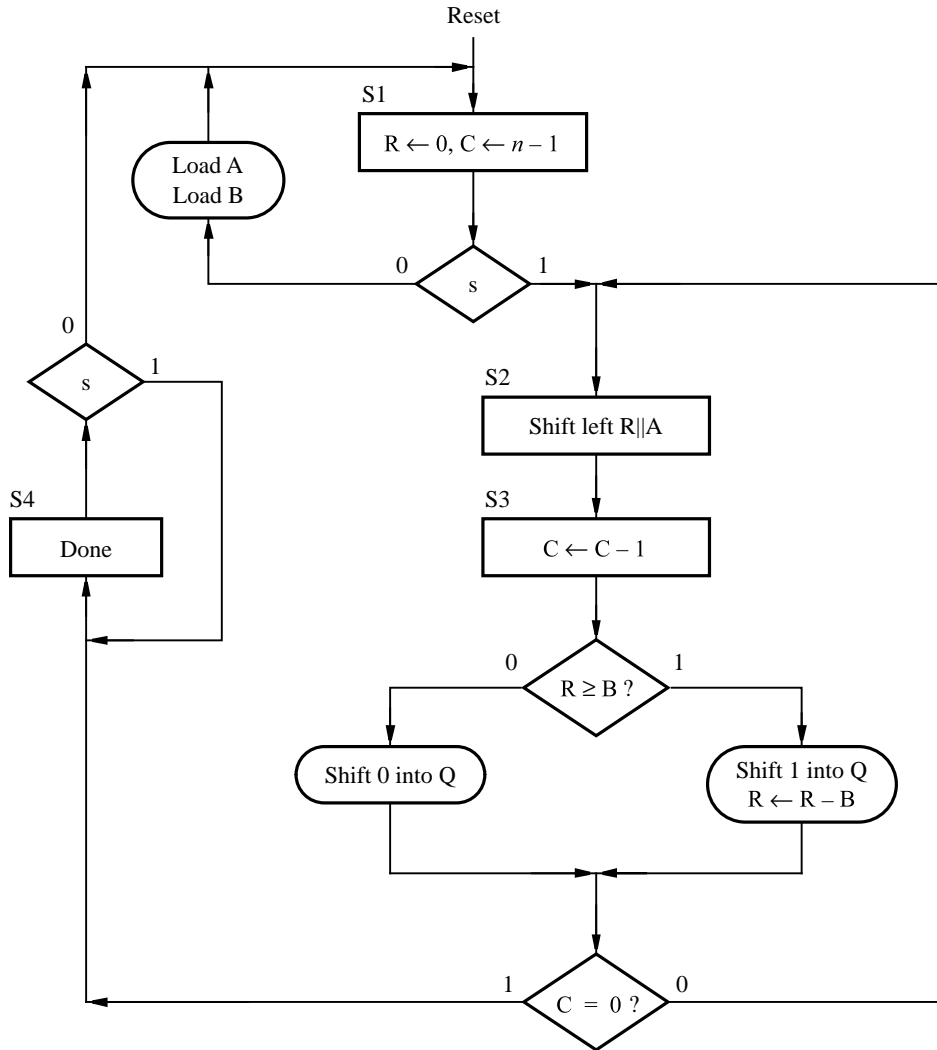 Reset
S1
R ← 0, C ← n – 1
Load A
Load B
0
s
1
0
s
1
S2
Shift left R||A
S4
Done
S3
C ← C – 1
0
R ≥ B ?
1
Shift 0 into Q
Shift 1 into Q
R ← R – B
1
C = 0 ?
0